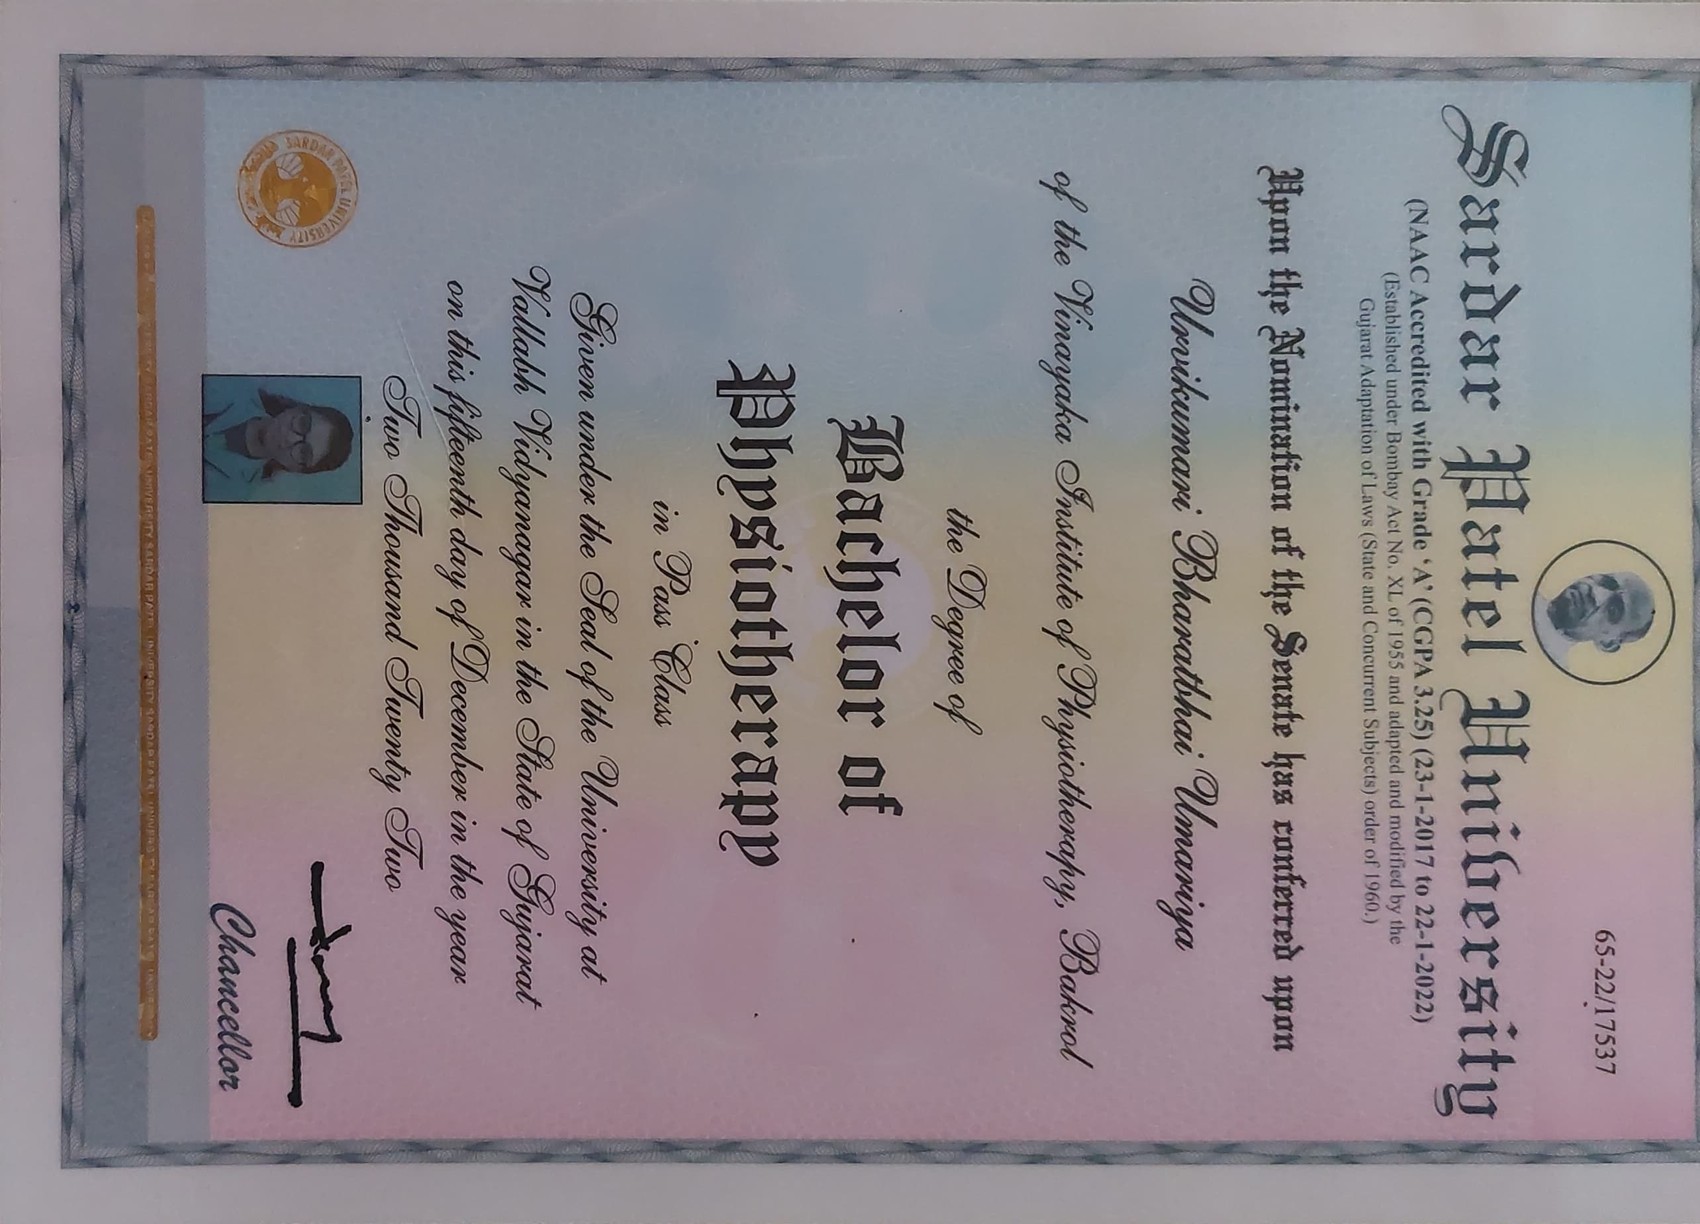 65-22/17537
Sardar Patel University
(NAAC Accredited with Grade ‘A’ (CGPA 3.25) (23-1-2017 to 22-1-2022)
(Established under Bombay Act No. XL of 1955 and adapted and modified by the
Gujarat Adaptation of Laws (State and Concurrent Subjects) order of 1960.)
Upon the Nomination of the Senate has conferred upon
Urvikumari Bharatbhai Umariya
of the Vinayaka Institute of Physiotherapy, Bakrol
the Degree of
Bachelor of
Physiotherapy
in Pass Class
Given under the Seal of the University at
Vallabh Vidyanagar in the State of Gujarat
on this fifteenth day of December in the year
Two Thousand Twenty Two
SARDAR PATEL UNIVERSITY
Chancellor